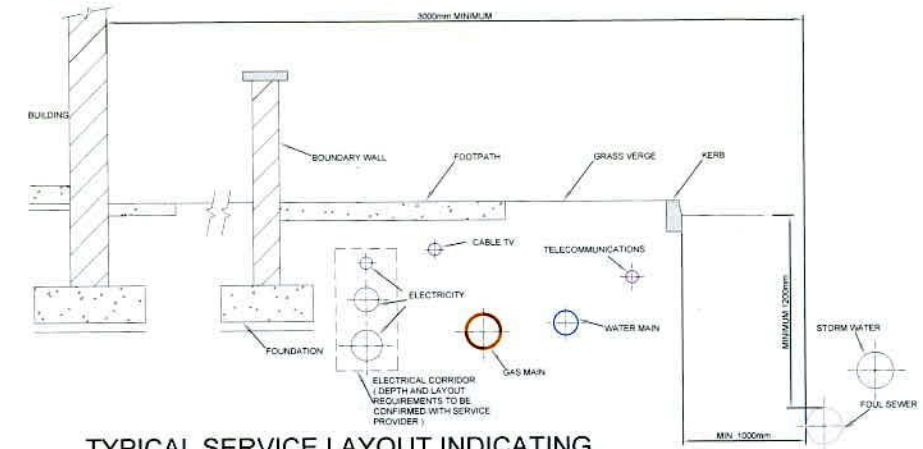 3000mm MINIMUM
BUILDING
BOUNDARY WALL
FOOTPATH
GRASS VERGE
KERB
CABLE TV
TELECOMMUNICATIONS
ELECTRICITY
WATER MAIN
MINIMUM 1200mm
STORM WATER
FOUNDATION
GAS MAIN
ELECTRICAL CORRIDOR
( DEPTH AND LAYOUT
REQUIREMENTS TO BE
CONFIRMED WITH SERVICE
PROVIDER )
FOUL SEWER
MIN. 1000mm
TYPICAL SERVICE LAYOUT INDICATING